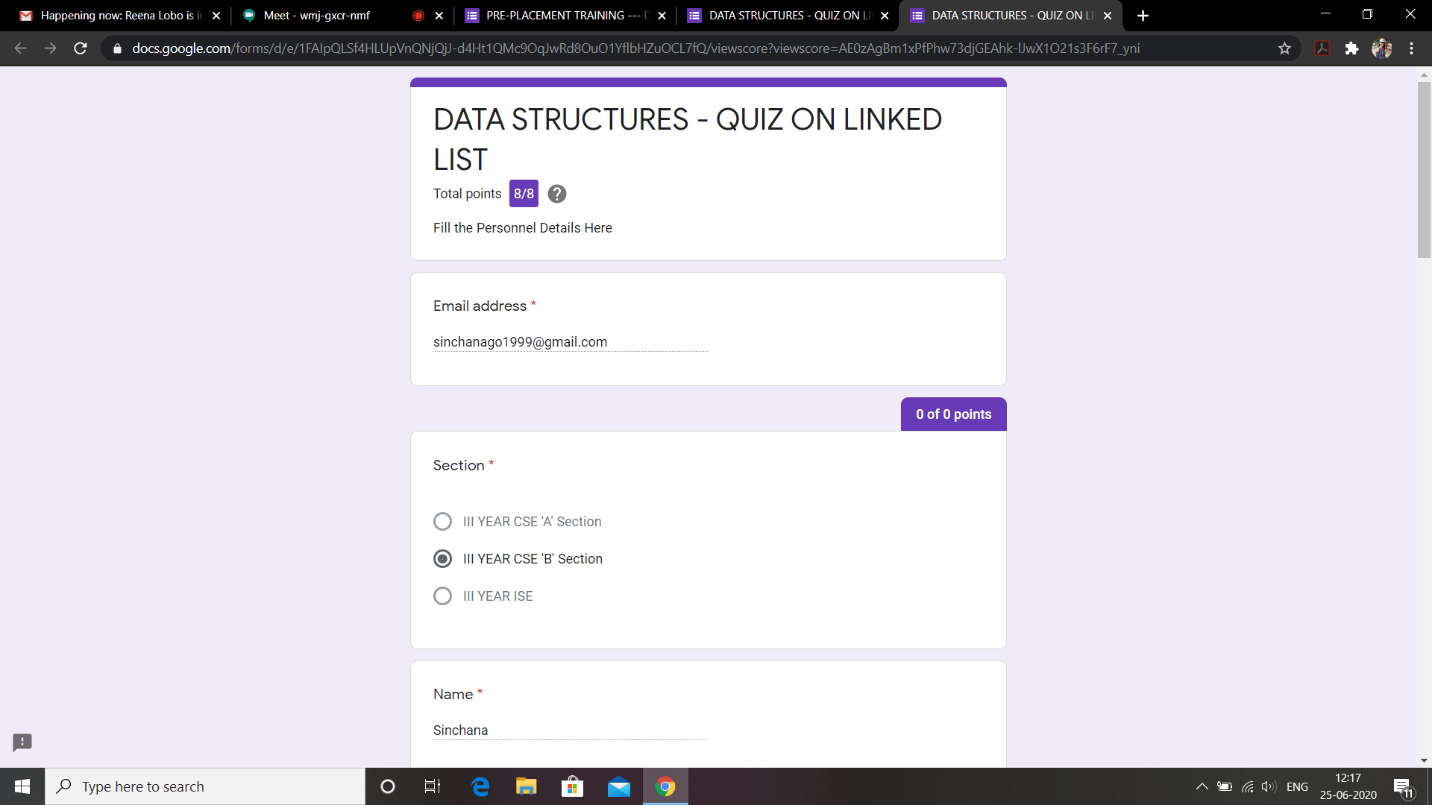 Happening now: Reena Lobo is in
Meet - wmj-gxcr-nmf
PRE-PLACEMENT TRAINING ---
DATA STRUCTURES - QUIZ ON LI
DATA STRUCTURES - QUIZ ON LI
docs.google.com/forms/d/e/1FAIpQLSf4HLUpVnQNjQiJ-d4Ht1QMc9OqJwRd8OuO1YflbHZuOCL7fQ/viewscore?viewscore=AE0zAgBm1xPfPhw73djGEAhk-lJwX1O21s3F6rF7_yni
DATA STRUCTURES - QUIZ ON LINKED
LIST
Total points 8/8
Fill the Personnel Details Here
Email address *
sinchanago1999@gmail.com
0 of 0 points
Section *
III YEAR CSE 'A' Section
III YEAR CSE 'B' Section
III YEAR ISE
Name *
Sinchana
Type here to search
ENG
12:17
25-06-2020
11